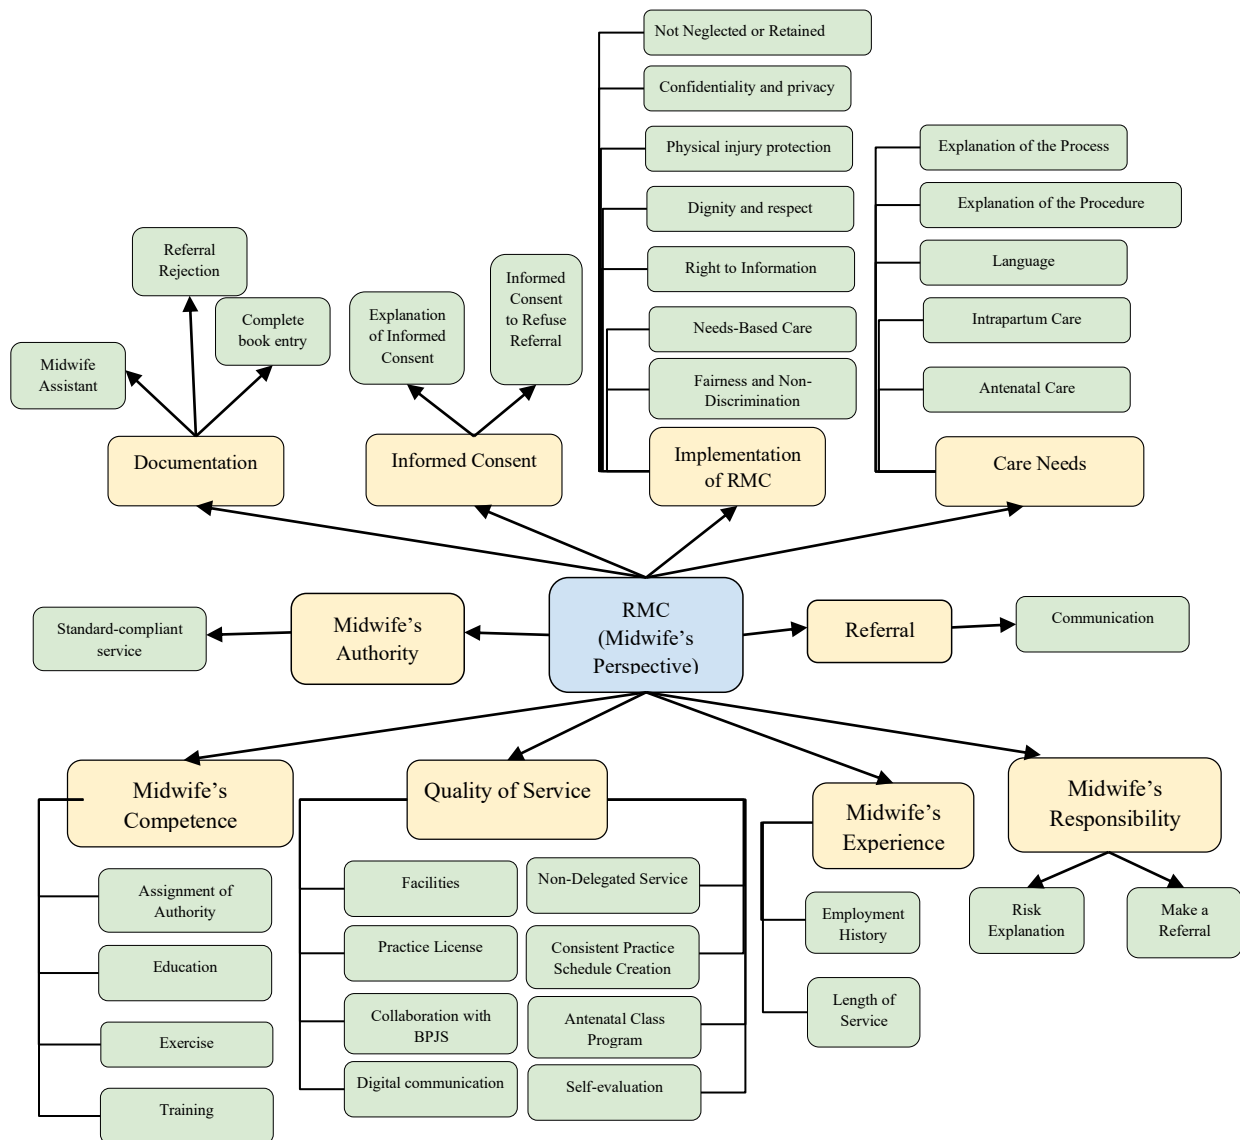 Not Neglected or Retained
Confidentiality and privacy
Physical injury protection
Dignity and respect
Right to Information
Needs-Based Care
Fairness and Non-
Discrimination
Explanation of the Process
Explanation of the Procedure
Language
Intrapartum Care
Antenatal Care
Referral
Rejection
Complete
book entry
Midwife
Assistant
Explanation
of Informed
Consent
Informed
Consent
to Refuse
Referral
Documentation
Informed Consent
Implementation
of RMC
Care Needs
Standard-compliant
service
Midwife’s
Authority
RMC
(Midwife’s
Perspective)
Referral
Communication
Midwife’s
Competence
Quality of Service
Midwife’s
Experience
Midwife’s
Responsibility
Assignment of
Authority
Education
Exercise
Training
Facilities
Practice License
Collaboration with
BPJS
Digital communication
Non-Delegated Service
Consistent Practice
Schedule Creation
Antenatal Class
Program
Self-evaluation
Employment
History
Length of
Service
Risk
Explanation
Make a
Referral